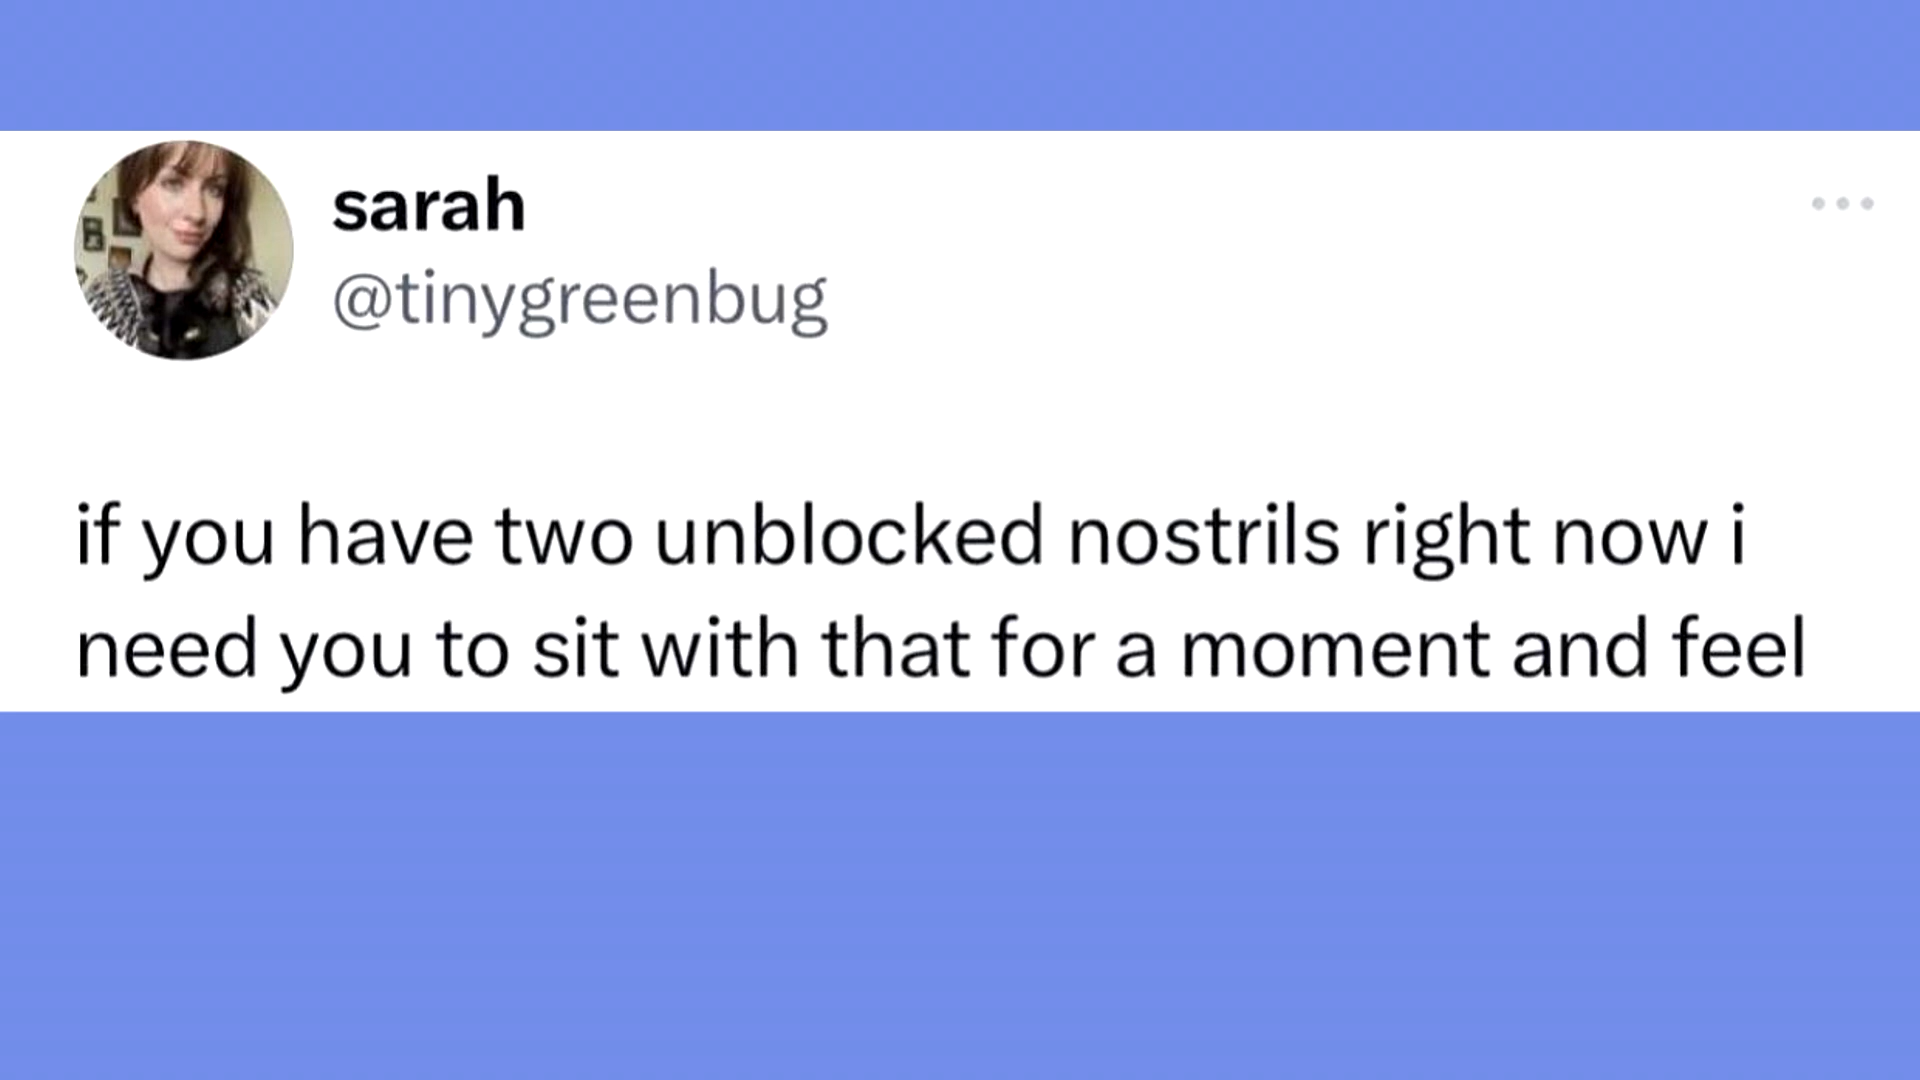 sarah
@tinygreenbug
if you have two unblocked nostrils right now i
need you to sit with that for a moment and feel